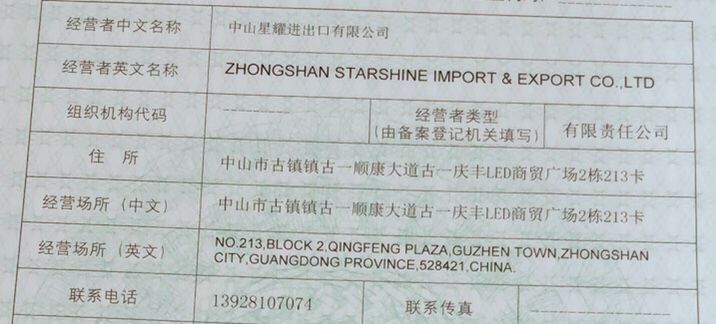 经营者中文名称 中山星耀进出口有限公司
经营者英文名称 ZHONGSHAN STARSHINE IMPORT & EXPORT CO.,LTD
组织机构代码 ---------------- 经营者类型 (由备案登记机关填写) 有限责任公司
住 所 中山市古镇镇古一顺康大道古一庆丰LED商贸广场2栋213卡
经营场所（中文） 中山市古镇镇古一顺康大道古一庆丰LED商贸广场2栋213卡
经营场所（英文） NO.213,BLOCK 2,QINGFENG PLAZA,GUZHEN TOWN,ZHONGSHAN
CITY,GUANGDONG PROVINCE,528421,CHINA.
联系电话 13928107074 联系传真 ----------------